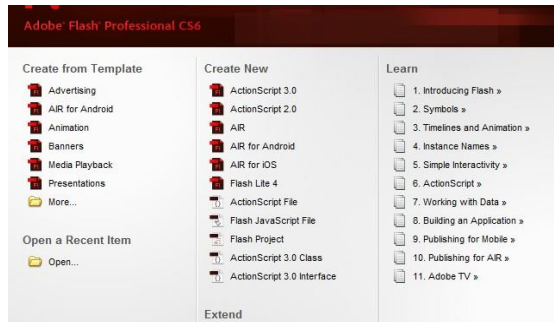 Adobe® Flash® Professional CS6
Create from Template
Advertising
AIR for Android
Animation
Banners
Media Playback
Presentations
More...
Open a Recent Item
Open...
Create New
ActionScript 3.0
ActionScript 2.0
AIR
AIR for Android
AIR for iOS
Flash Lite 4
ActionScript File
Flash JavaScript File
Flash Project
ActionScript 3.0 Class
ActionScript 3.0 Interface
Extend
Learn
1. Introducing Flash »
2. Symbols »
3. Timelines and Animation »
4. Instance Names »
5. Simple Interactivity »
6. ActionScript »
7. Working with Data »
8. Building an Application »
9. Publishing for Mobile »
10. Publishing for AIR »
11. Adobe TV »